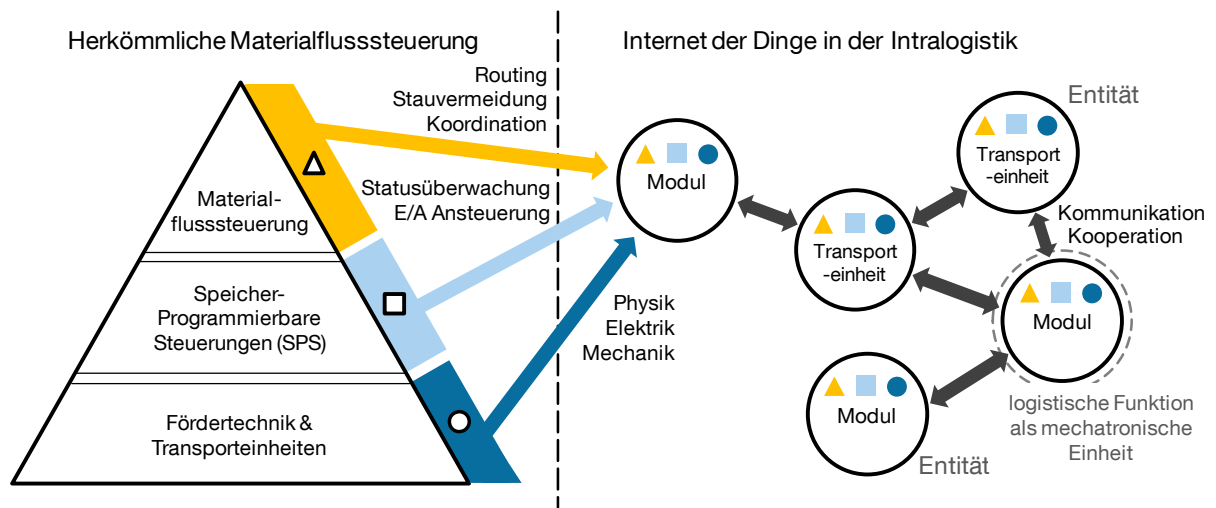 Herkömmliche Materialflusssteuerung
Routing
Stauvermeidung
Koordination
Statusüberwachung
E/A Ansteuerung
Physik
Elektrik
Mechanik
Material-
flusssteuerung
Speicher-
Programmierbare
Steuerungen (SPS)
Fördertechnik &
Transporteinheiten
Internet der Dinge in der Intralogistik
Modul
Transport
-einheit
Entität
Transport
-einheit
Kommunikation
Kooperation
Modul
logistische Funktion
als mechatronische
Einheit
Modul
Entität